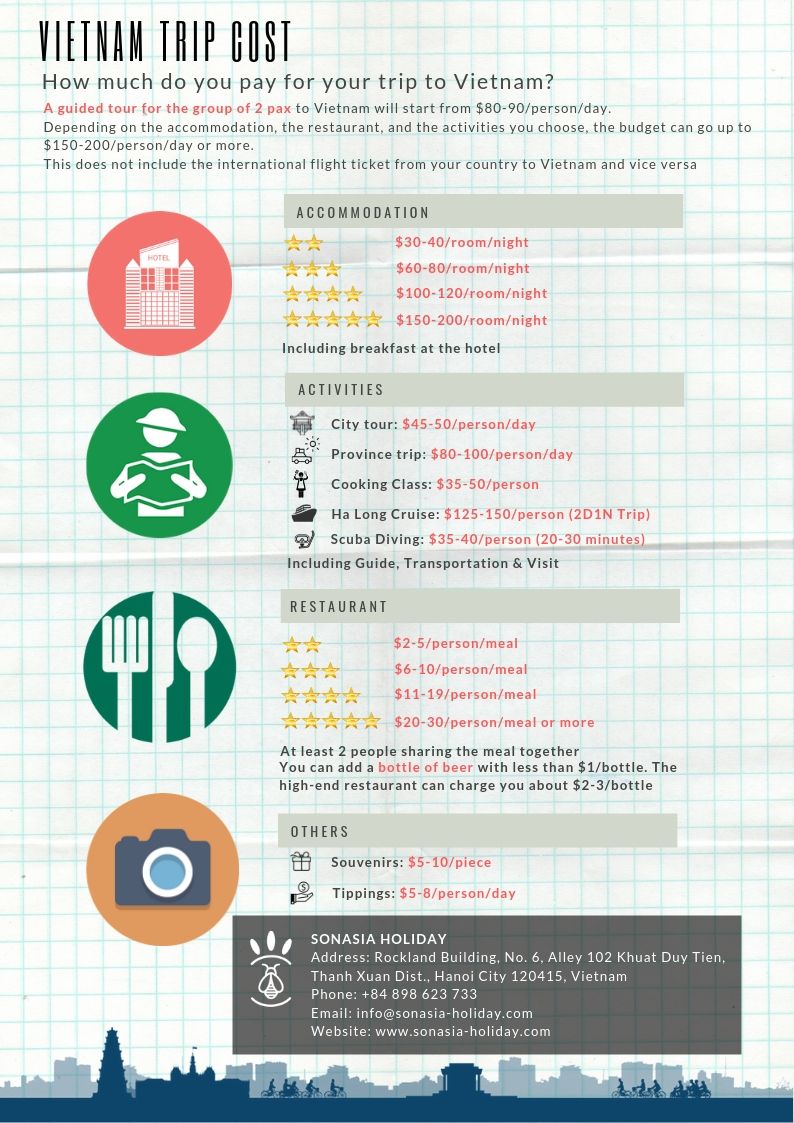 VIETNAM TRIP COST
How much do you pay for your trip to Vietnam?
A guided tour for the group of 2 pax to Vietnam will start from $80-90/person/day.
Depending on the accommodation, the restaurant, and the activities you choose, the budget can go up to
$150-200/person/day or more.
This does not include the international flight ticket from your country to Vietnam and vice versa
ACCOMMODATION
HOTEL
$30-40/room/night
$60-80/room/night
$100-120/room/night
$150-200/room/night
Including breakfast at the hotel
ACTIVITIES
City tour: $45-50/person/day
Province trip: $80-100/person/day
Cooking Class: $35-50/person
Ha Long Cruise: $125-150/person (2D1N Trip)
Scuba Diving: $35-40/person (20-30 minutes)
Including Guide, Transportation & Visit
RESTAURANT
$2-5/person/meal
$6-10/person/meal
$11-19/person/meal
$20-30/person/meal or more
At least 2 people sharing the meal together
You can add a bottle of beer with less than $1/bottle. The
high-end restaurant can charge you about $2-3/bottle
OTHERS
Souvenirs: $5-10/piece
Tippings: $5-8/person/day
SONASIA HOLIDAY
Address: Rockland Building, No. 6, Alley 102 Khuat Duy Tien,
Thanh Xuan Dist., Hanoi City 120415, Vietnam
Phone: +84 898 623 733
Email: info@sonasia-holiday.com
Website: www.sonasia-holiday.com